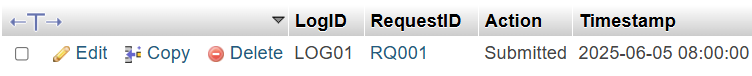 LogID RequestID Action Timestamp
Edit Copy Delete LOG01 RQ001 Submitted 2025-06-05 08:00:00